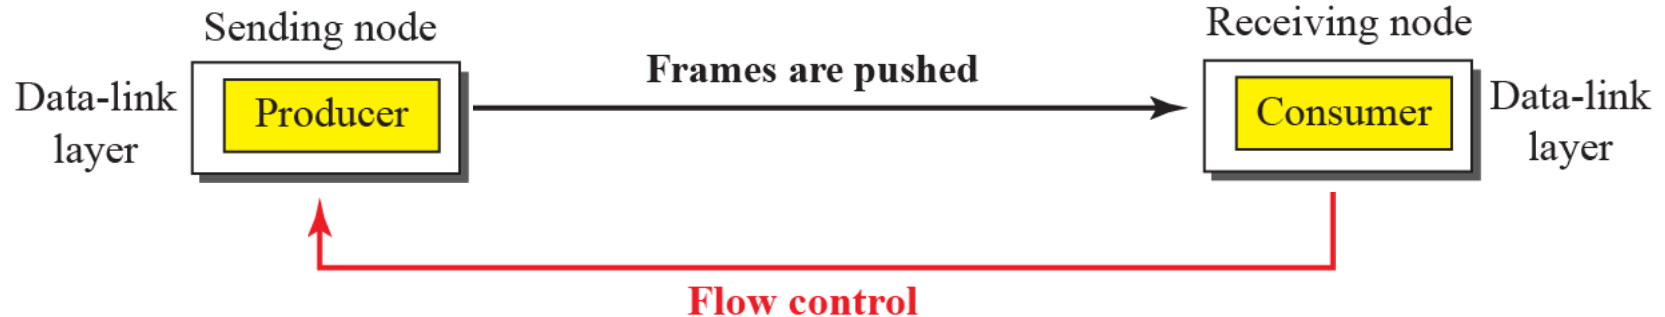 Sending node
Receiving node
Frames are pushed
Data-link
layer
Producer
Consumer
Data-link
layer
Flow control